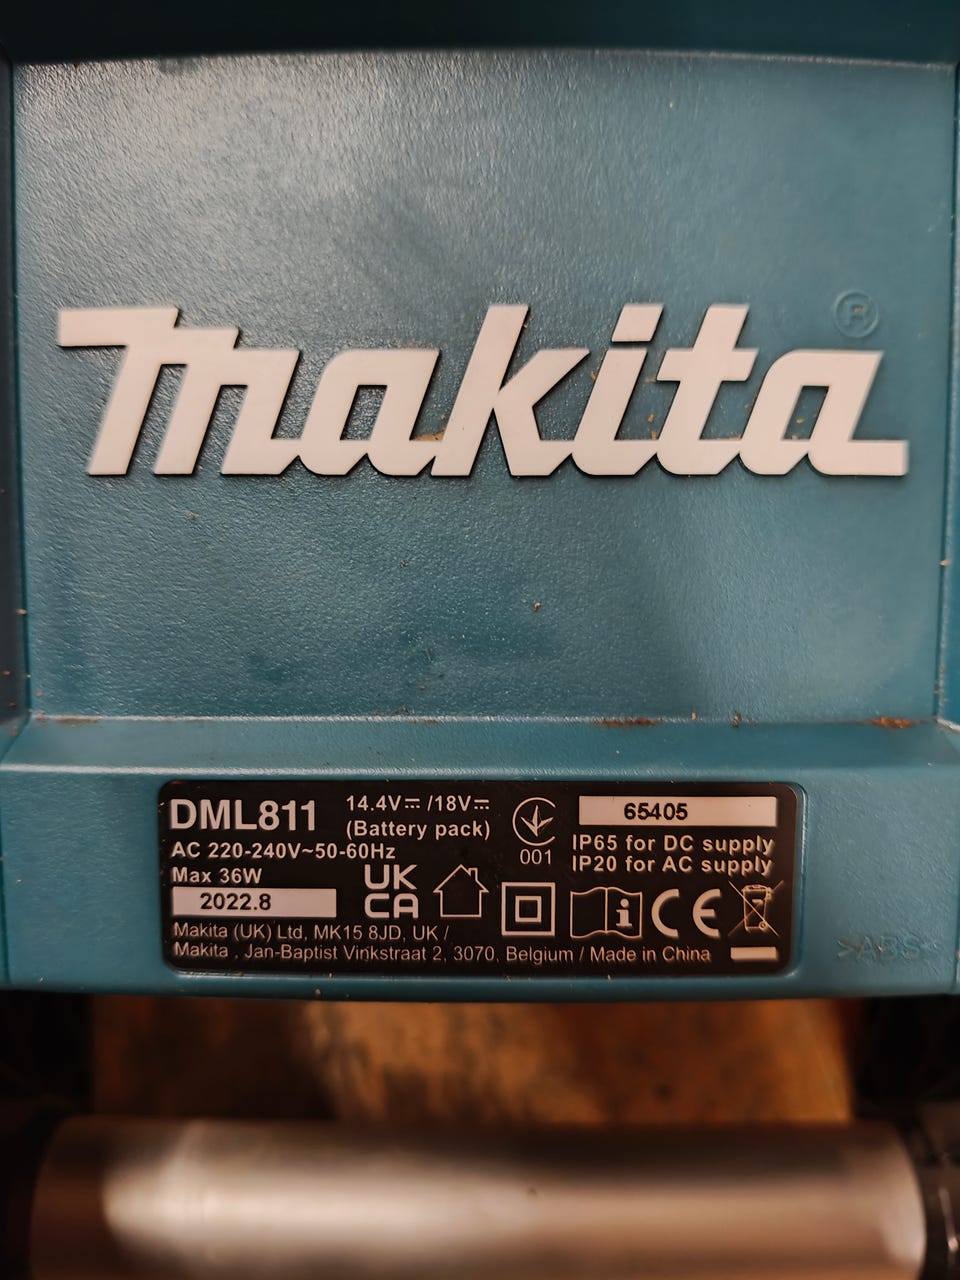 makita ®
DML811 14.4V⎓ /18V⎓
(Battery pack)
AC 220-240V~50-60Hz
Max 36W
2022.8
001
65405
IP65 for DC supply
IP20 for AC supply
UK
CA
i
CE
Makita (UK) Ltd, MK15 8JD, UK /
Makita , Jan-Baptist Vinkstraat 2, 3070, Belgium / Made in China
>ABS<